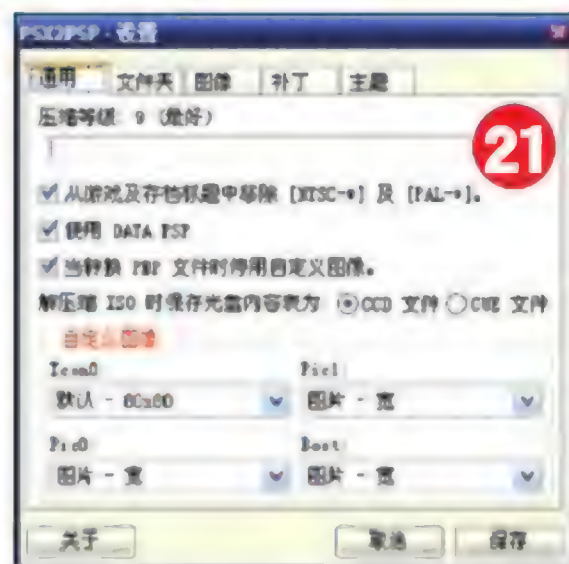 PSX2PSP - 设置
通用 文件夹 图像 补丁 主题
压缩等级: 9 (最好)
21
从游戏及存档标题中移除 [NTSC-*] 及 [PAL-*]。
使用 DATA PSP
当转换 PBP 文件时停用自定义图像。
解压缩 ISO 时保存光盘内容表为 CCD 文件 CUE 文件
自定义图像
Icon0 Pic1
默认 - 80x80 图片 - 宽
Pic0 Boot
图片 - 宽 图片 - 宽
关于 取消 保存